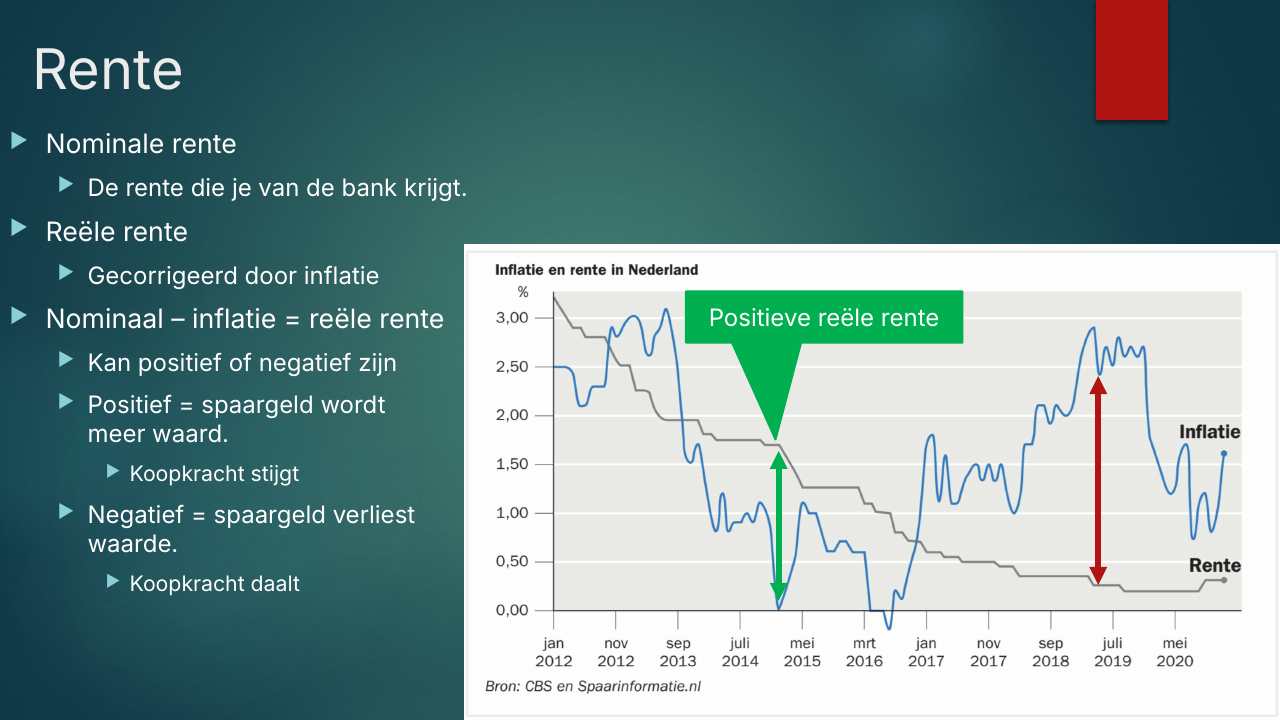 Rente
Nominale rente
De rente die je van de bank krijgt.
Reële rente
Gecorrigeerd door inflatie
Nominaal – inflatie = reële rente
Kan positief of negatief zijn
Positief = spaargeld wordt
meer waard.
Koopkracht stijgt
Negatief = spaargeld verliest
waarde.
Koopkracht daalt
Inflatie en rente in Nederland
%
3,00
2,50
2,00
1,50
1,00
0,50
0,00
Positieve reële rente
Inflatie
Rente
jan nov sep juli mei mrt jan nov sep juli mei
2012 2012 2013 2014 2015 2016 2017 2017 2018 2019 2020
Bron: CBS en Spaarinformatie.nl